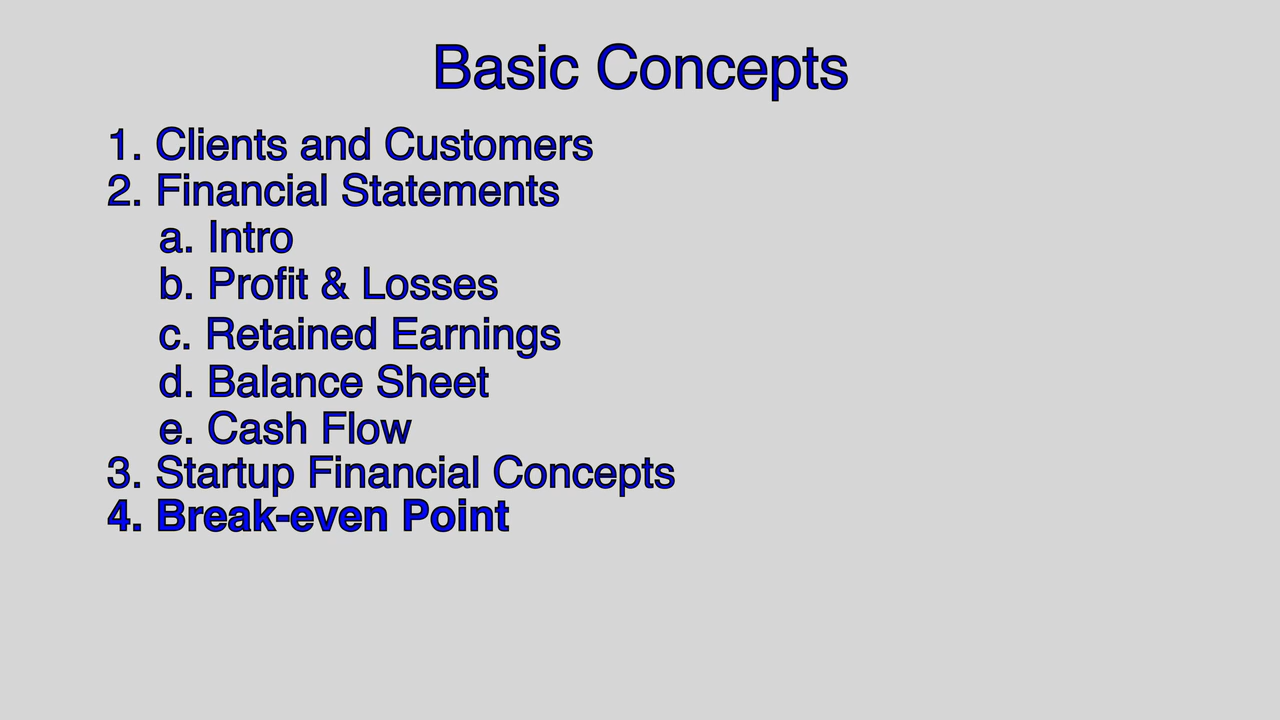 Basic Concepts
1. Clients and Customers
2. Financial Statements
a. Intro
b. Profit & Losses
c. Retained Earnings
d. Balance Sheet
e. Cash Flow
3. Startup Financial Concepts
4. Break-even Point